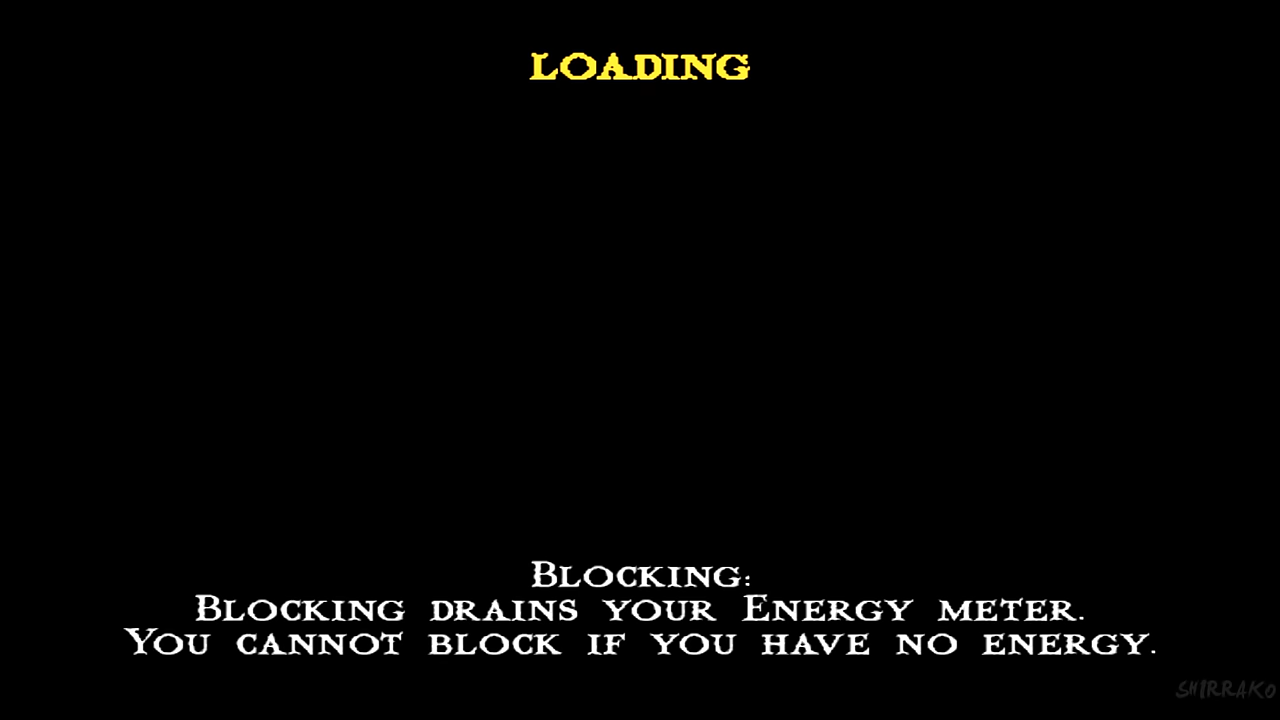 LOADING
BLOCKING:
BLOCKING DRAINS YOUR ENERGY METER.
YOU CANNOT BLOCK IF YOU HAVE NO ENERGY.
SHIRRAKO